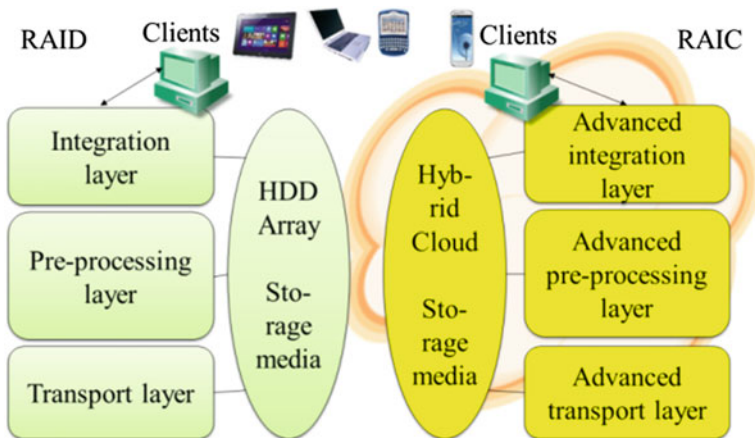 RAID
Clients
Clients
RAIC
Integration
layer
Pre-processing
layer
Transport layer
HDD
Array
Sto-
rage
media
Hyb-
rid
Cloud
Sto-
rage
media
Advanced
integration
layer
Advanced
pre-processing
layer
Advanced
transport layer